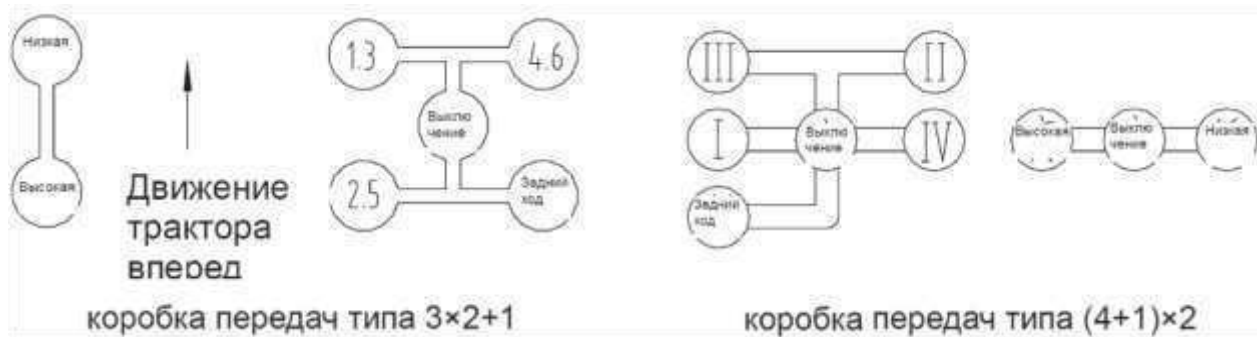 Низкая
Высокая
Движение
трактора
вперед
1.3
4.6
Выклю
чение
2.5
Задний
ход
коробка передач типа 3×2+1
III
II
I
Выклю
чение
IV
Задний
ход
Высокая
Выклю
чение
Низкая
коробка передач типа (4+1)×2